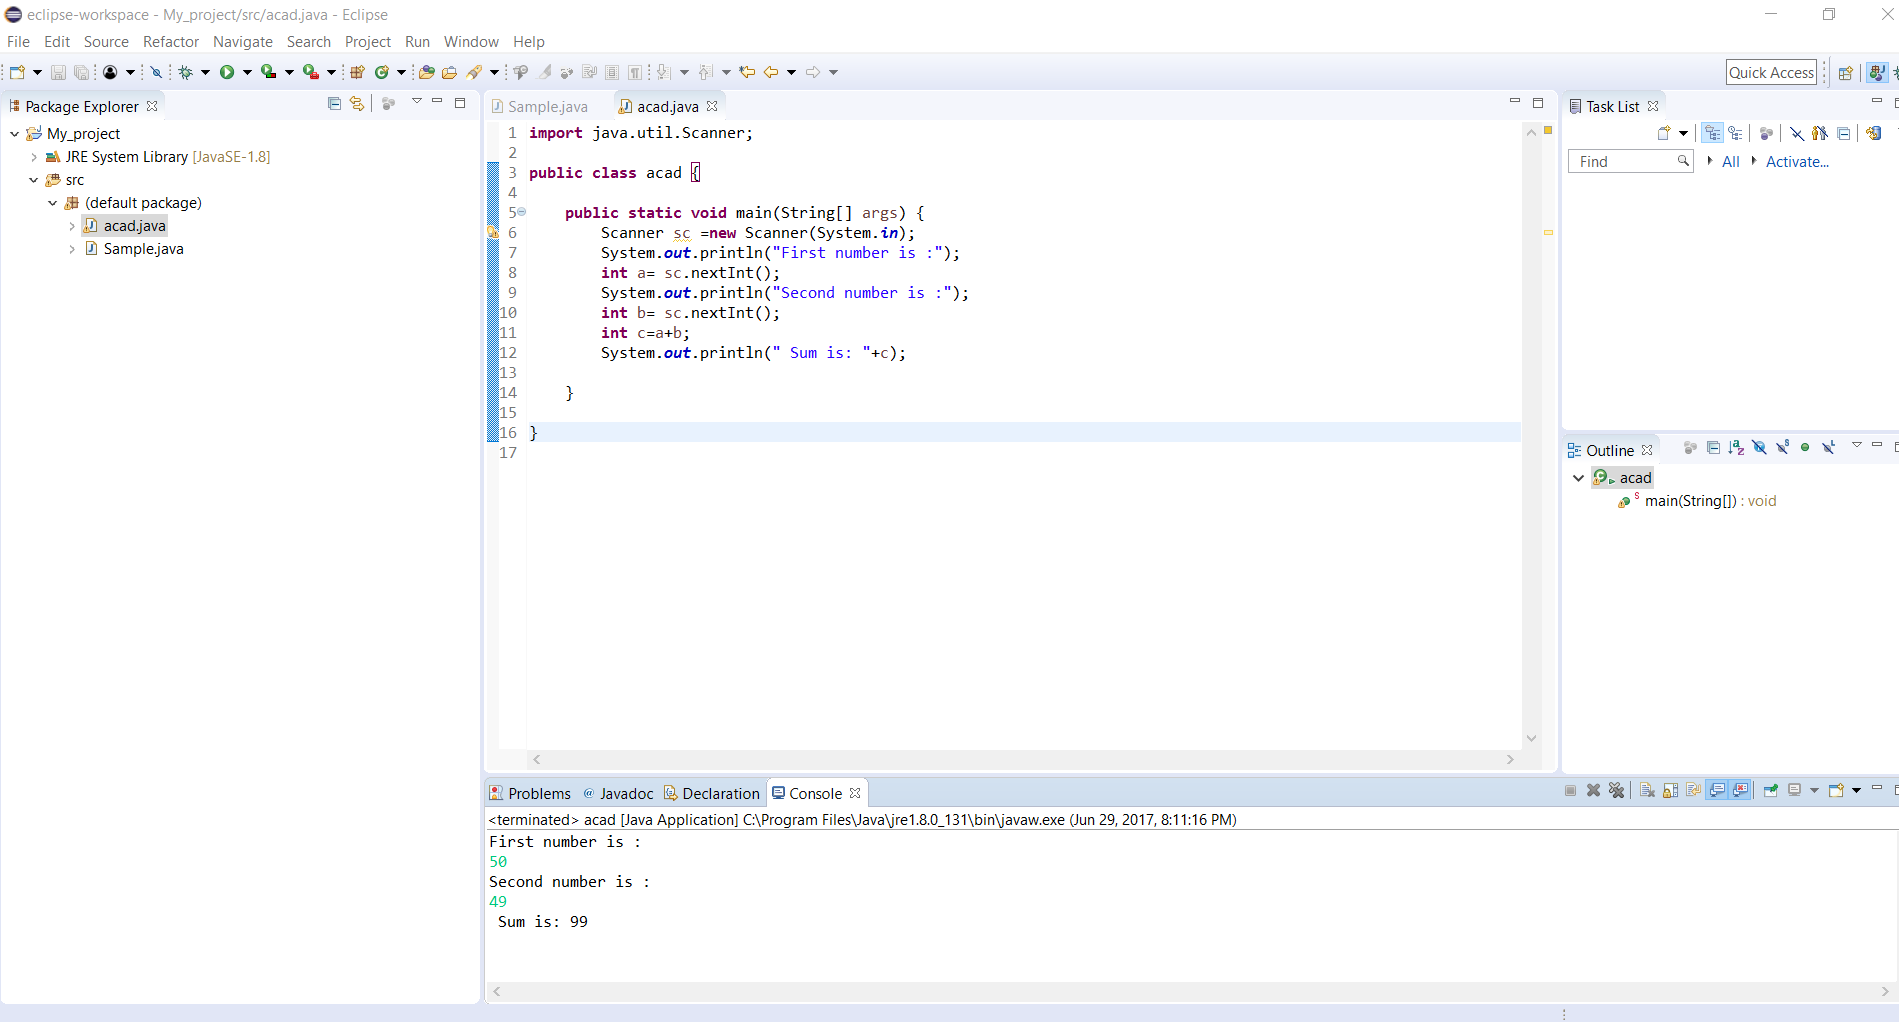 eclipse-workspace - My_project/src/acad.java - Eclipse
File Edit Source Refactor Navigate Search Project Run Window Help
Quick Access
Package Explorer
My_project
JRE System Library [JavaSE-1.8]
src
(default package)
acad.java
Sample.java
Sample.java acad.java
1 import java.util.Scanner;
2
3 public class acad {
4
5 public static void main(String[] args) {
6 Scanner sc =new Scanner(System.in);
7 System.out.println("First number is :");
8 int a= sc.nextInt();
9 System.out.println("Second number is :");
10 int b= sc.nextInt();
11 int c=a+b;
12 System.out.println(" Sum is: "+c);
13
14 }
15
16 }
17
Task List
Find All Activate...
Outline
acad
main(String[]) : void
Problems @ Javadoc Declaration Console
<terminated> acad [Java Application] C:\Program Files\Java\jre1.8.0_131\bin\javaw.exe (Jun 29, 2017, 8:11:16 PM)
First number is :
50
Second number is :
49
Sum is: 99